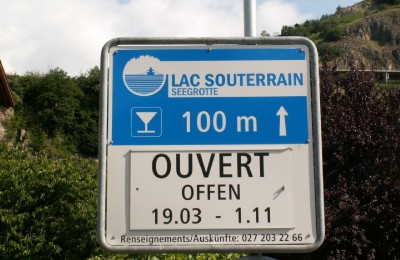 LAC SOUTERRAIN
SEEGROTTE
100 m
OUVERT
OFFEN
19.03 - 1.11
Renseignements/Auskünfte: 027 203 22 66